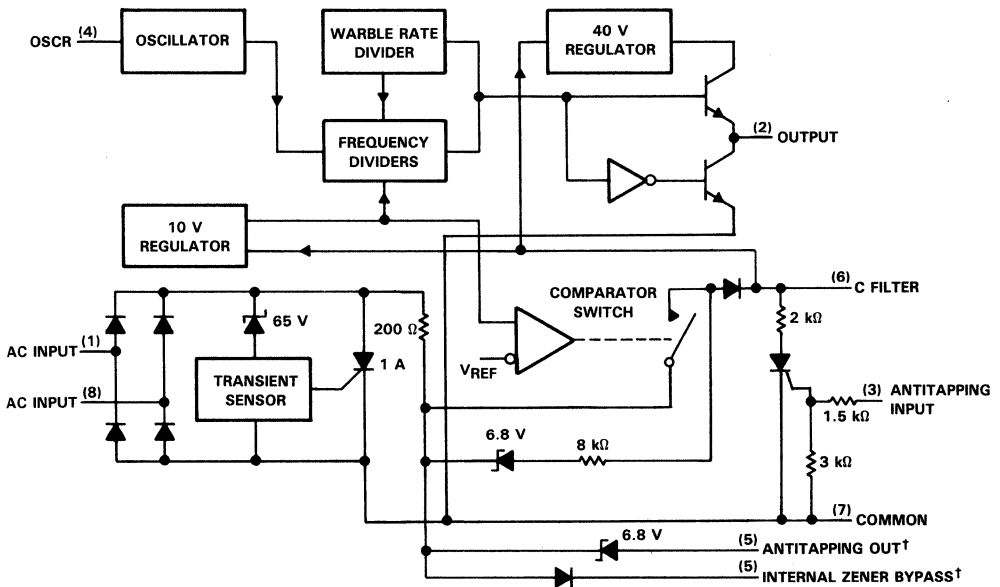 OSCR (4)
OSCILLATOR
WARBLE RATE
DIVIDER
40 V
REGULATOR
FREQUENCY
DIVIDERS
(2) OUTPUT
10 V
REGULATOR
(6) C FILTER
COMPARATOR
SWITCH
65 V
200 Ω
2 kΩ
AC INPUT (1)
1 A
VREF
TRANSIENT
SENSOR
AC INPUT (8)
(3) ANTITAPPING
INPUT
1.5 kΩ
6.8 V
8 kΩ
3 kΩ
(7) COMMON
6.8 V
(5) ANTITAPPING OUT†
(5) INTERNAL ZENER BYPASS†